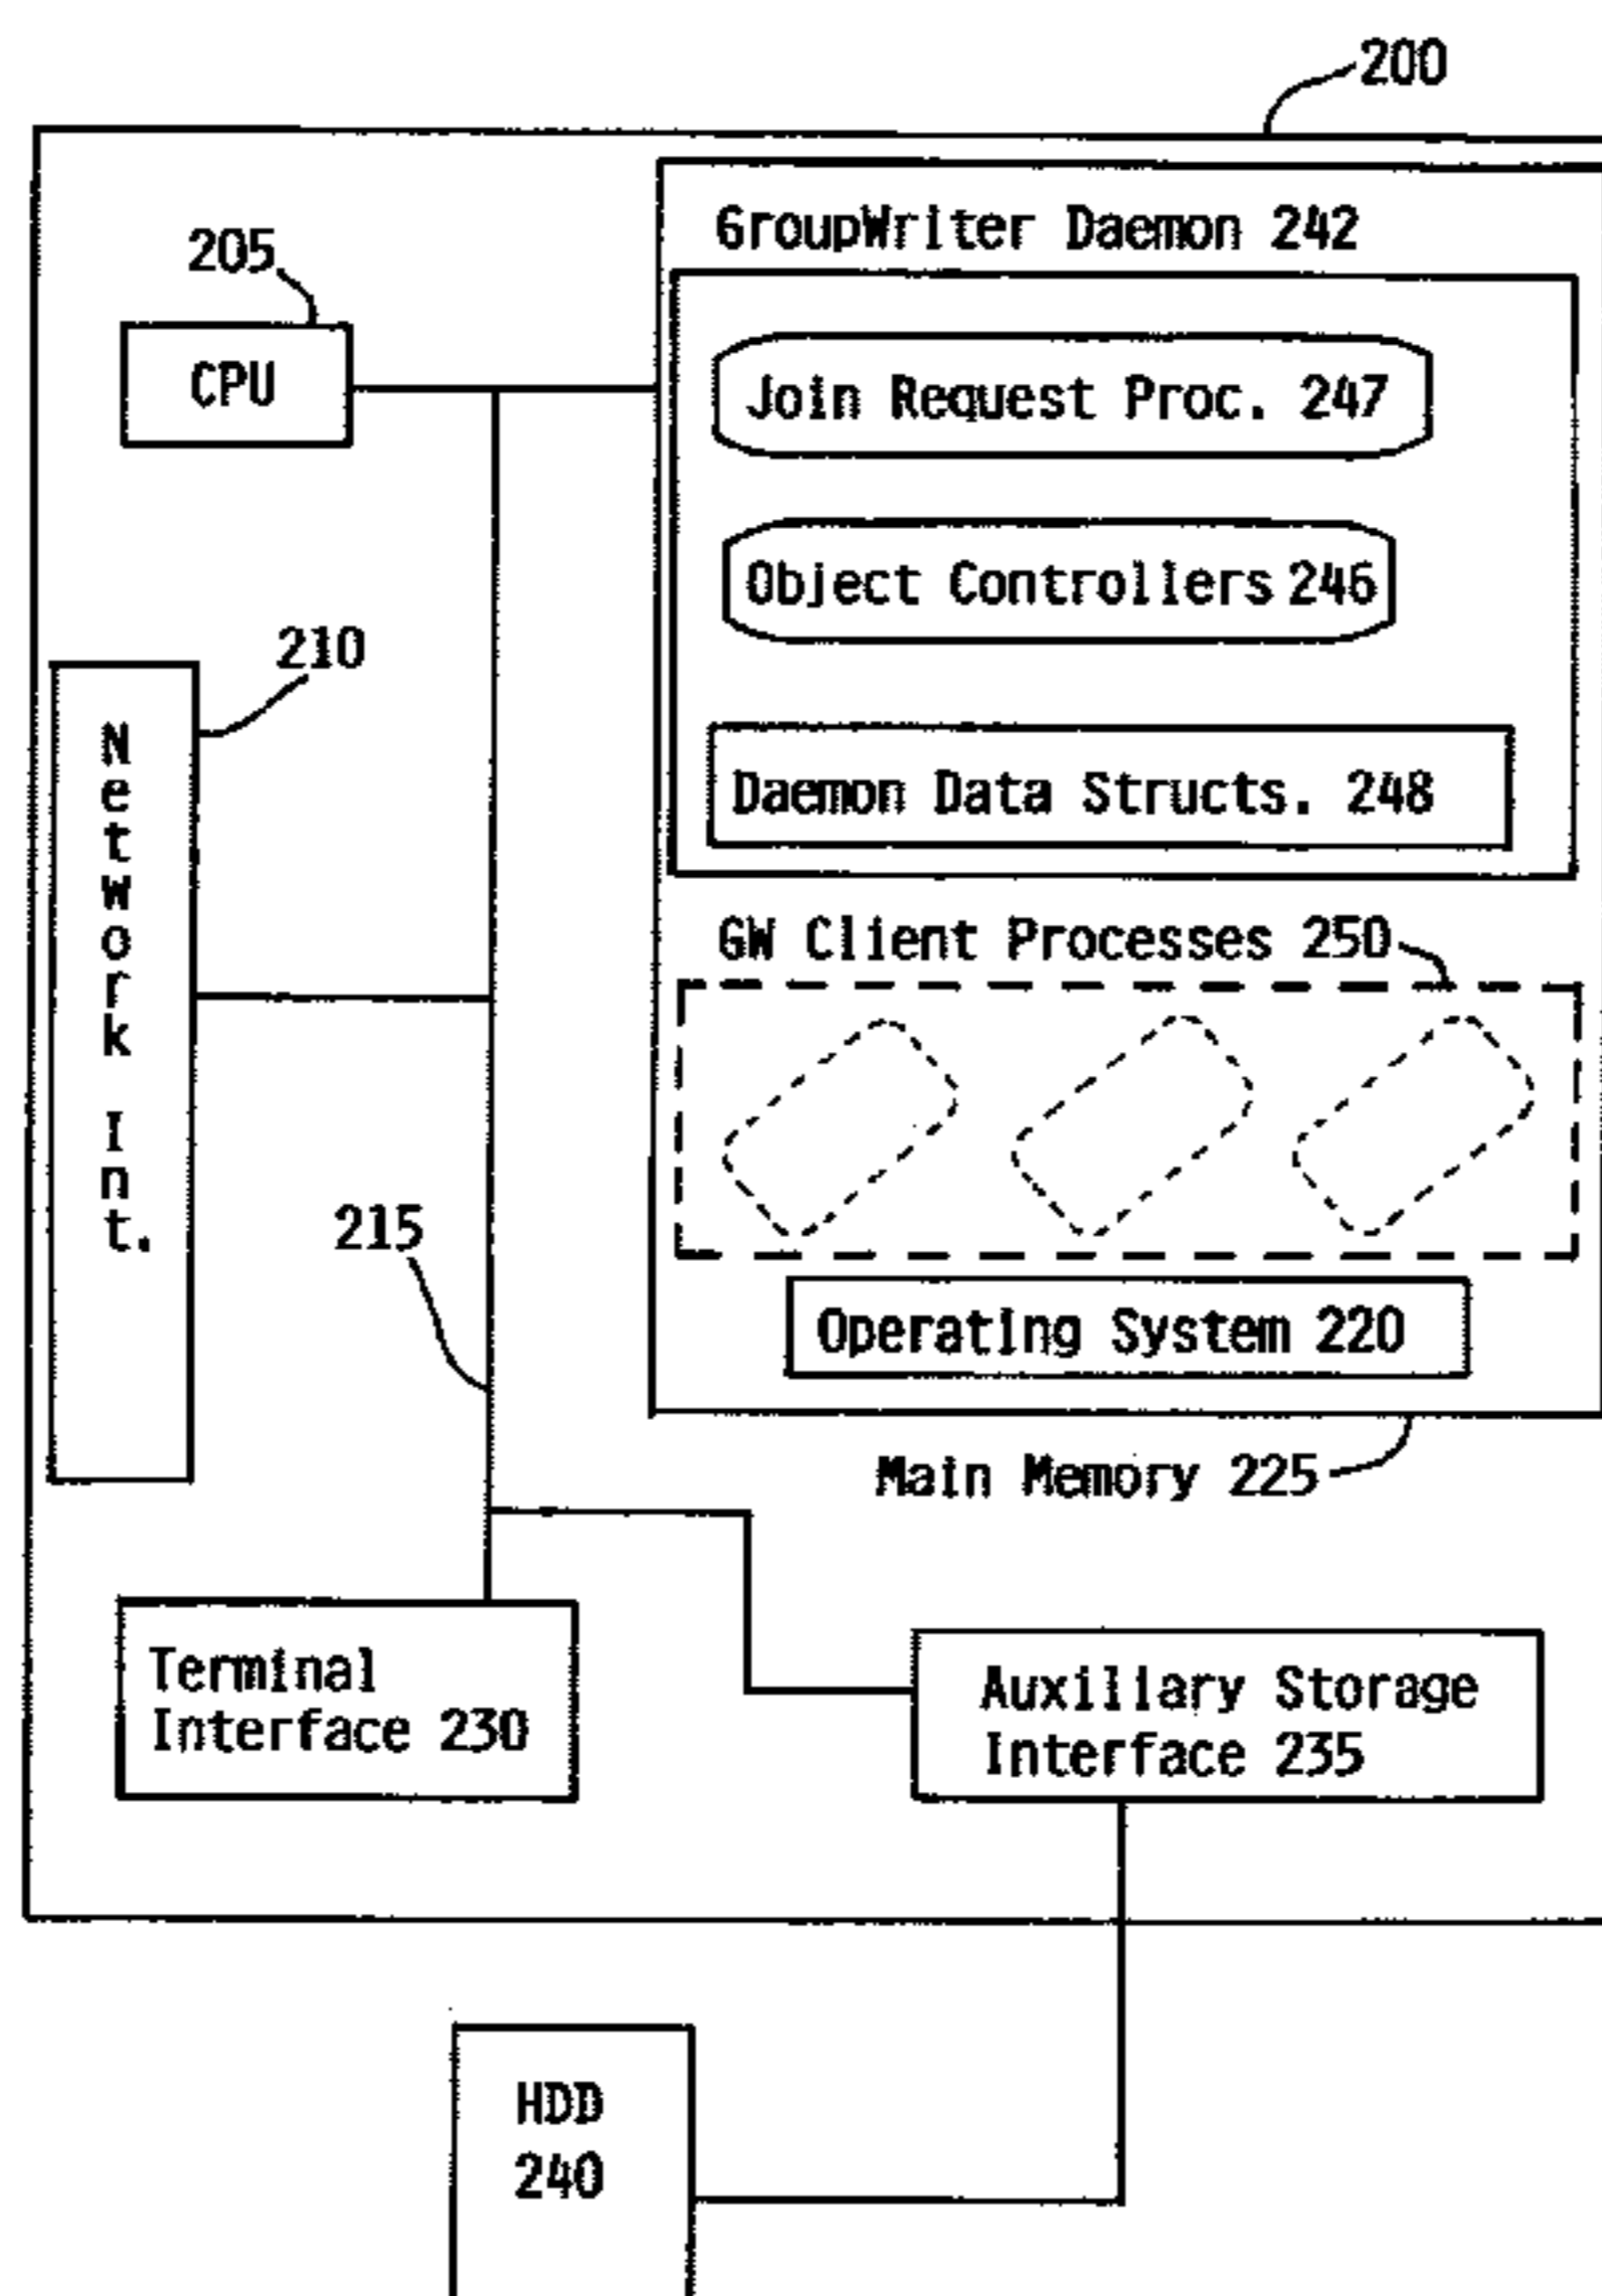 200
GroupWriter Daemon 242
205
CPU
Join Request Proc. 247
Object Controllers 246
210
Network Int.
Daemon Data Structs. 248
GW Client Processes 250
215
Operating System 220
Main Memory 225
Terminal
Interface 230
Auxiliary Storage
Interface 235
HDD
240